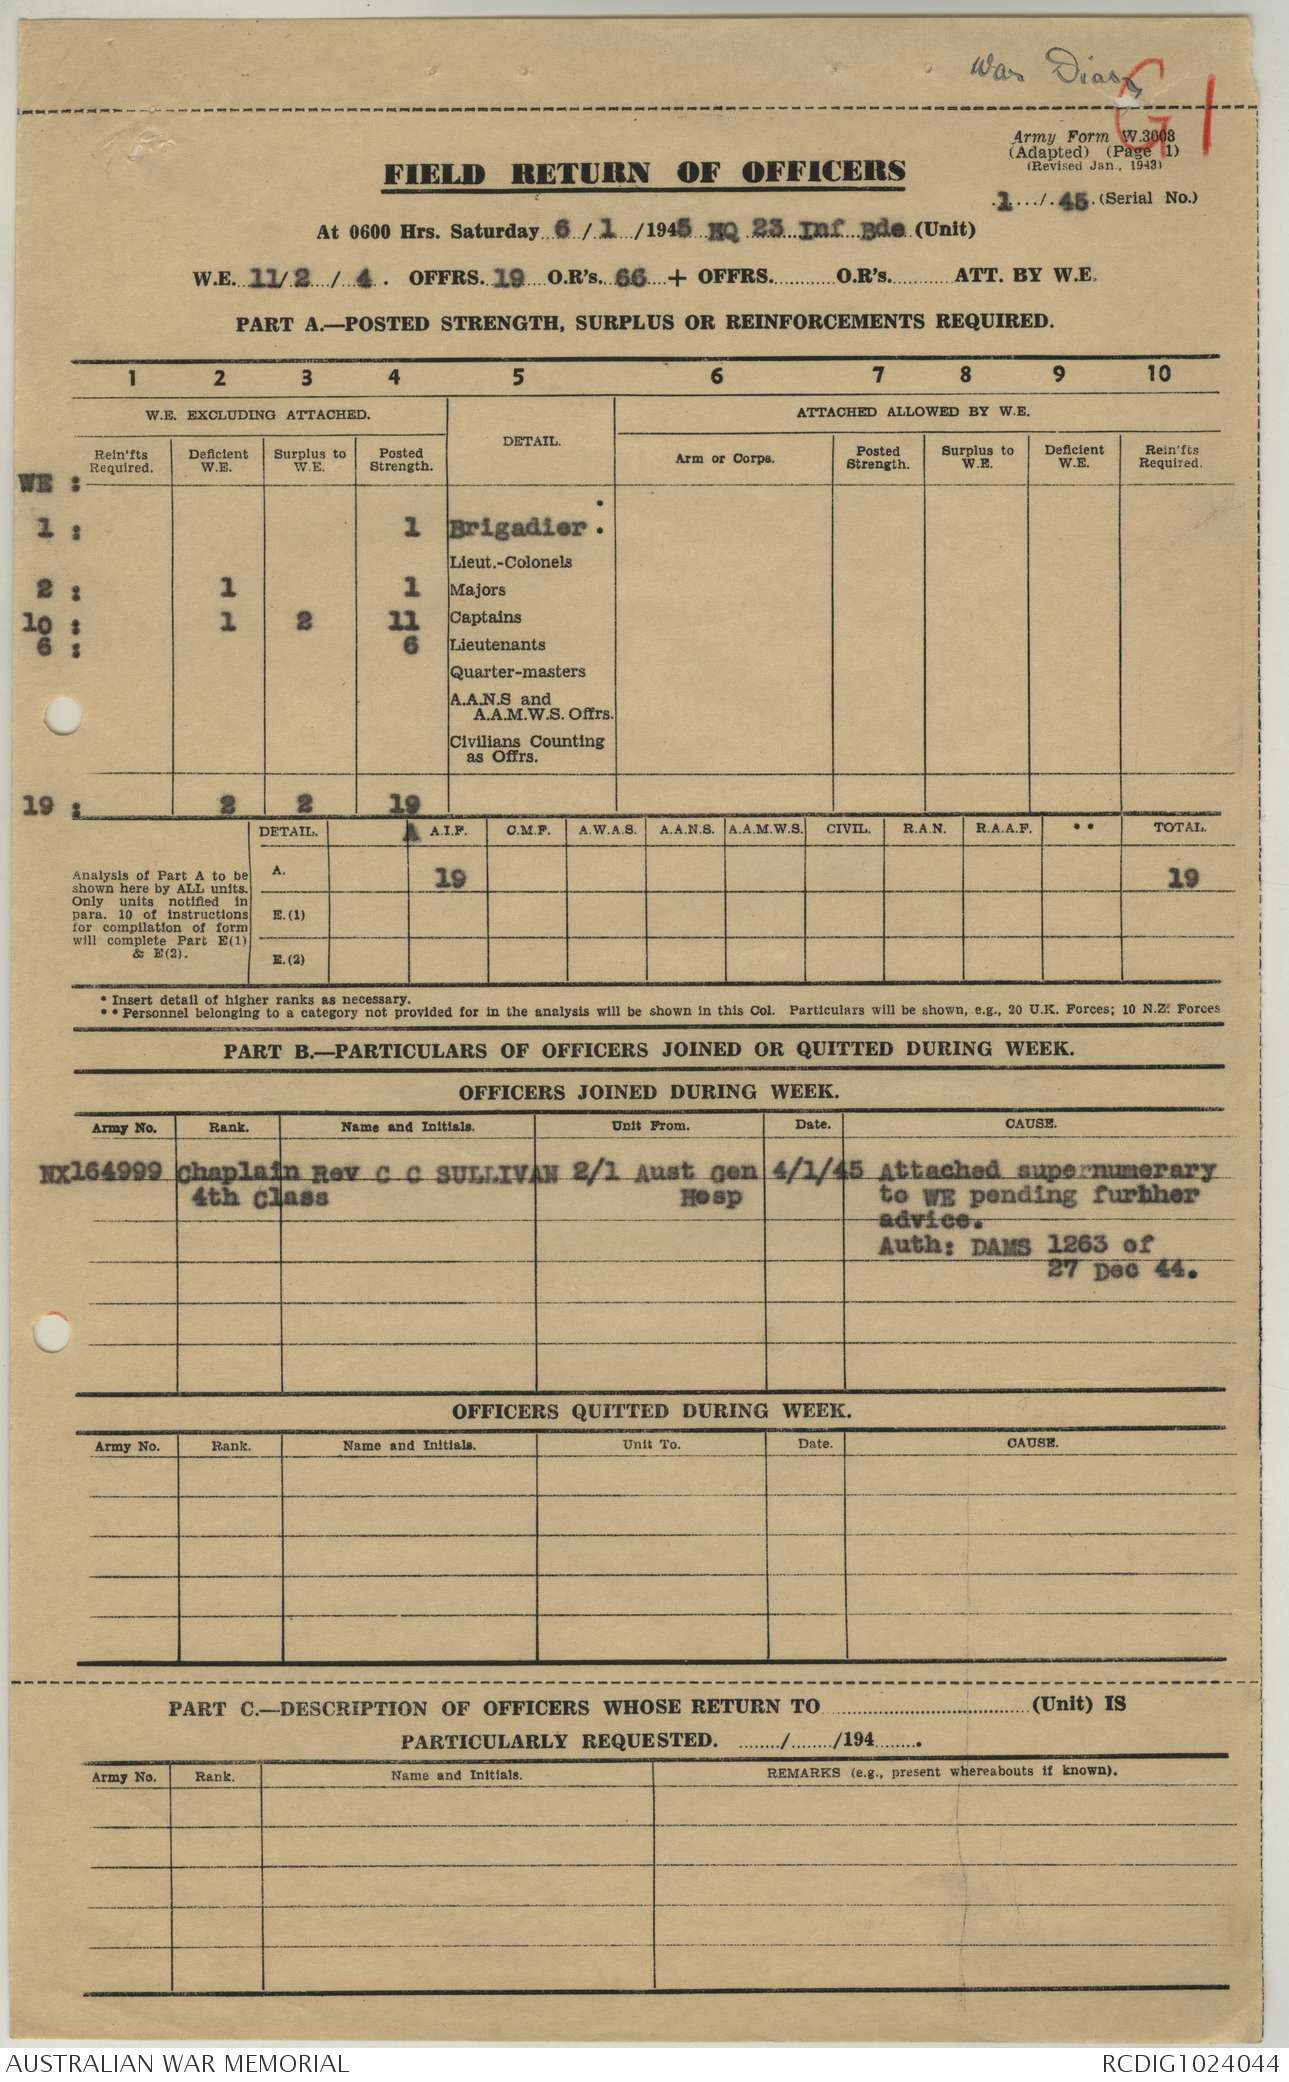 War Diary
G1
Army Form W.3008
(Adapted) (Page 1)
(Revised Jan., 1943)
FIELD RETURN OF OFFICERS
.1.../.45.(Serial No.)
At 0600 Hrs. Saturday 6 / 1 /1945 HQ 23 Inf Bde (Unit)
W.E. 11/ 2 / 4 . OFFRS. 19 O.R's. 66 + OFFRS............ O.R's............ ATT. BY W.E.
PART A.—POSTED STRENGTH, SURPLUS OR REINFORCEMENTS REQUIRED.
1 2 3 4 5 6 7 8 9 10
W.E. EXCLUDING ATTACHED. DETAIL. ATTACHED ALLOWED BY W.E.
Rein'fts Required. Deficient W.E. Surplus to W.E. Posted Strength. Arm or Corps. Posted Strength. Surplus to W.E. Deficient W.E. Rein'fts Required.
WE :
1 : 1 Brigadier :
Lieut.-Colonels
2 : 1 1 Majors
10 : 1 2 11 Captains
6 : 6 Lieutenants
Quarter-masters
A.A.N.S and
A.A.M.W.S. Offrs.
Civilians Counting
as Offrs.
19 : 2 2 19
DETAIL. A.I.F. C.M.F. A.W.A.S. A.A.N.S. A.A.M.W.S. CIVIL. R.A.N. R.A.A.F. ** TOTAL.
Analysis of Part A to be
shown here by ALL units.
Only units notified in
para. 10 of instructions
for compilation of form
will complete Part E(1)
& E(2).
A. 19 19
E.(1)
E.(2)
* Insert detail of higher ranks as necessary.
** Personnel belonging to a category not provided for in the analysis will be shown in this Col. Particulars will be shown, e.g., 20 U.K. Forces; 10 N.Z. Forces
PART B.—PARTICULARS OF OFFICERS JOINED OR QUITTED DURING WEEK.
OFFICERS JOINED DURING WEEK.
Army No. Rank. Name and Initials. Unit From. Date. CAUSE.
NX164999 Chaplain Rev C C SULLIVAN 2/1 Aust Gen 4/1/45 Attached supernumerary
4th Class Hosp to WE pending further
advice.
Auth: DAMS 1263 of
27 Dec 44.
OFFICERS QUITTED DURING WEEK.
Army No. Rank. Name and Initials. Unit To. Date. CAUSE.
PART C.—DESCRIPTION OF OFFICERS WHOSE RETURN TO.......................................(Unit) IS
PARTICULARLY REQUESTED. ......../......../194.........
Army No. Rank. Name and Initials. REMARKS (e.g., present whereabouts if known).
AUSTRALIAN WAR MEMORIAL RCDIG1024044